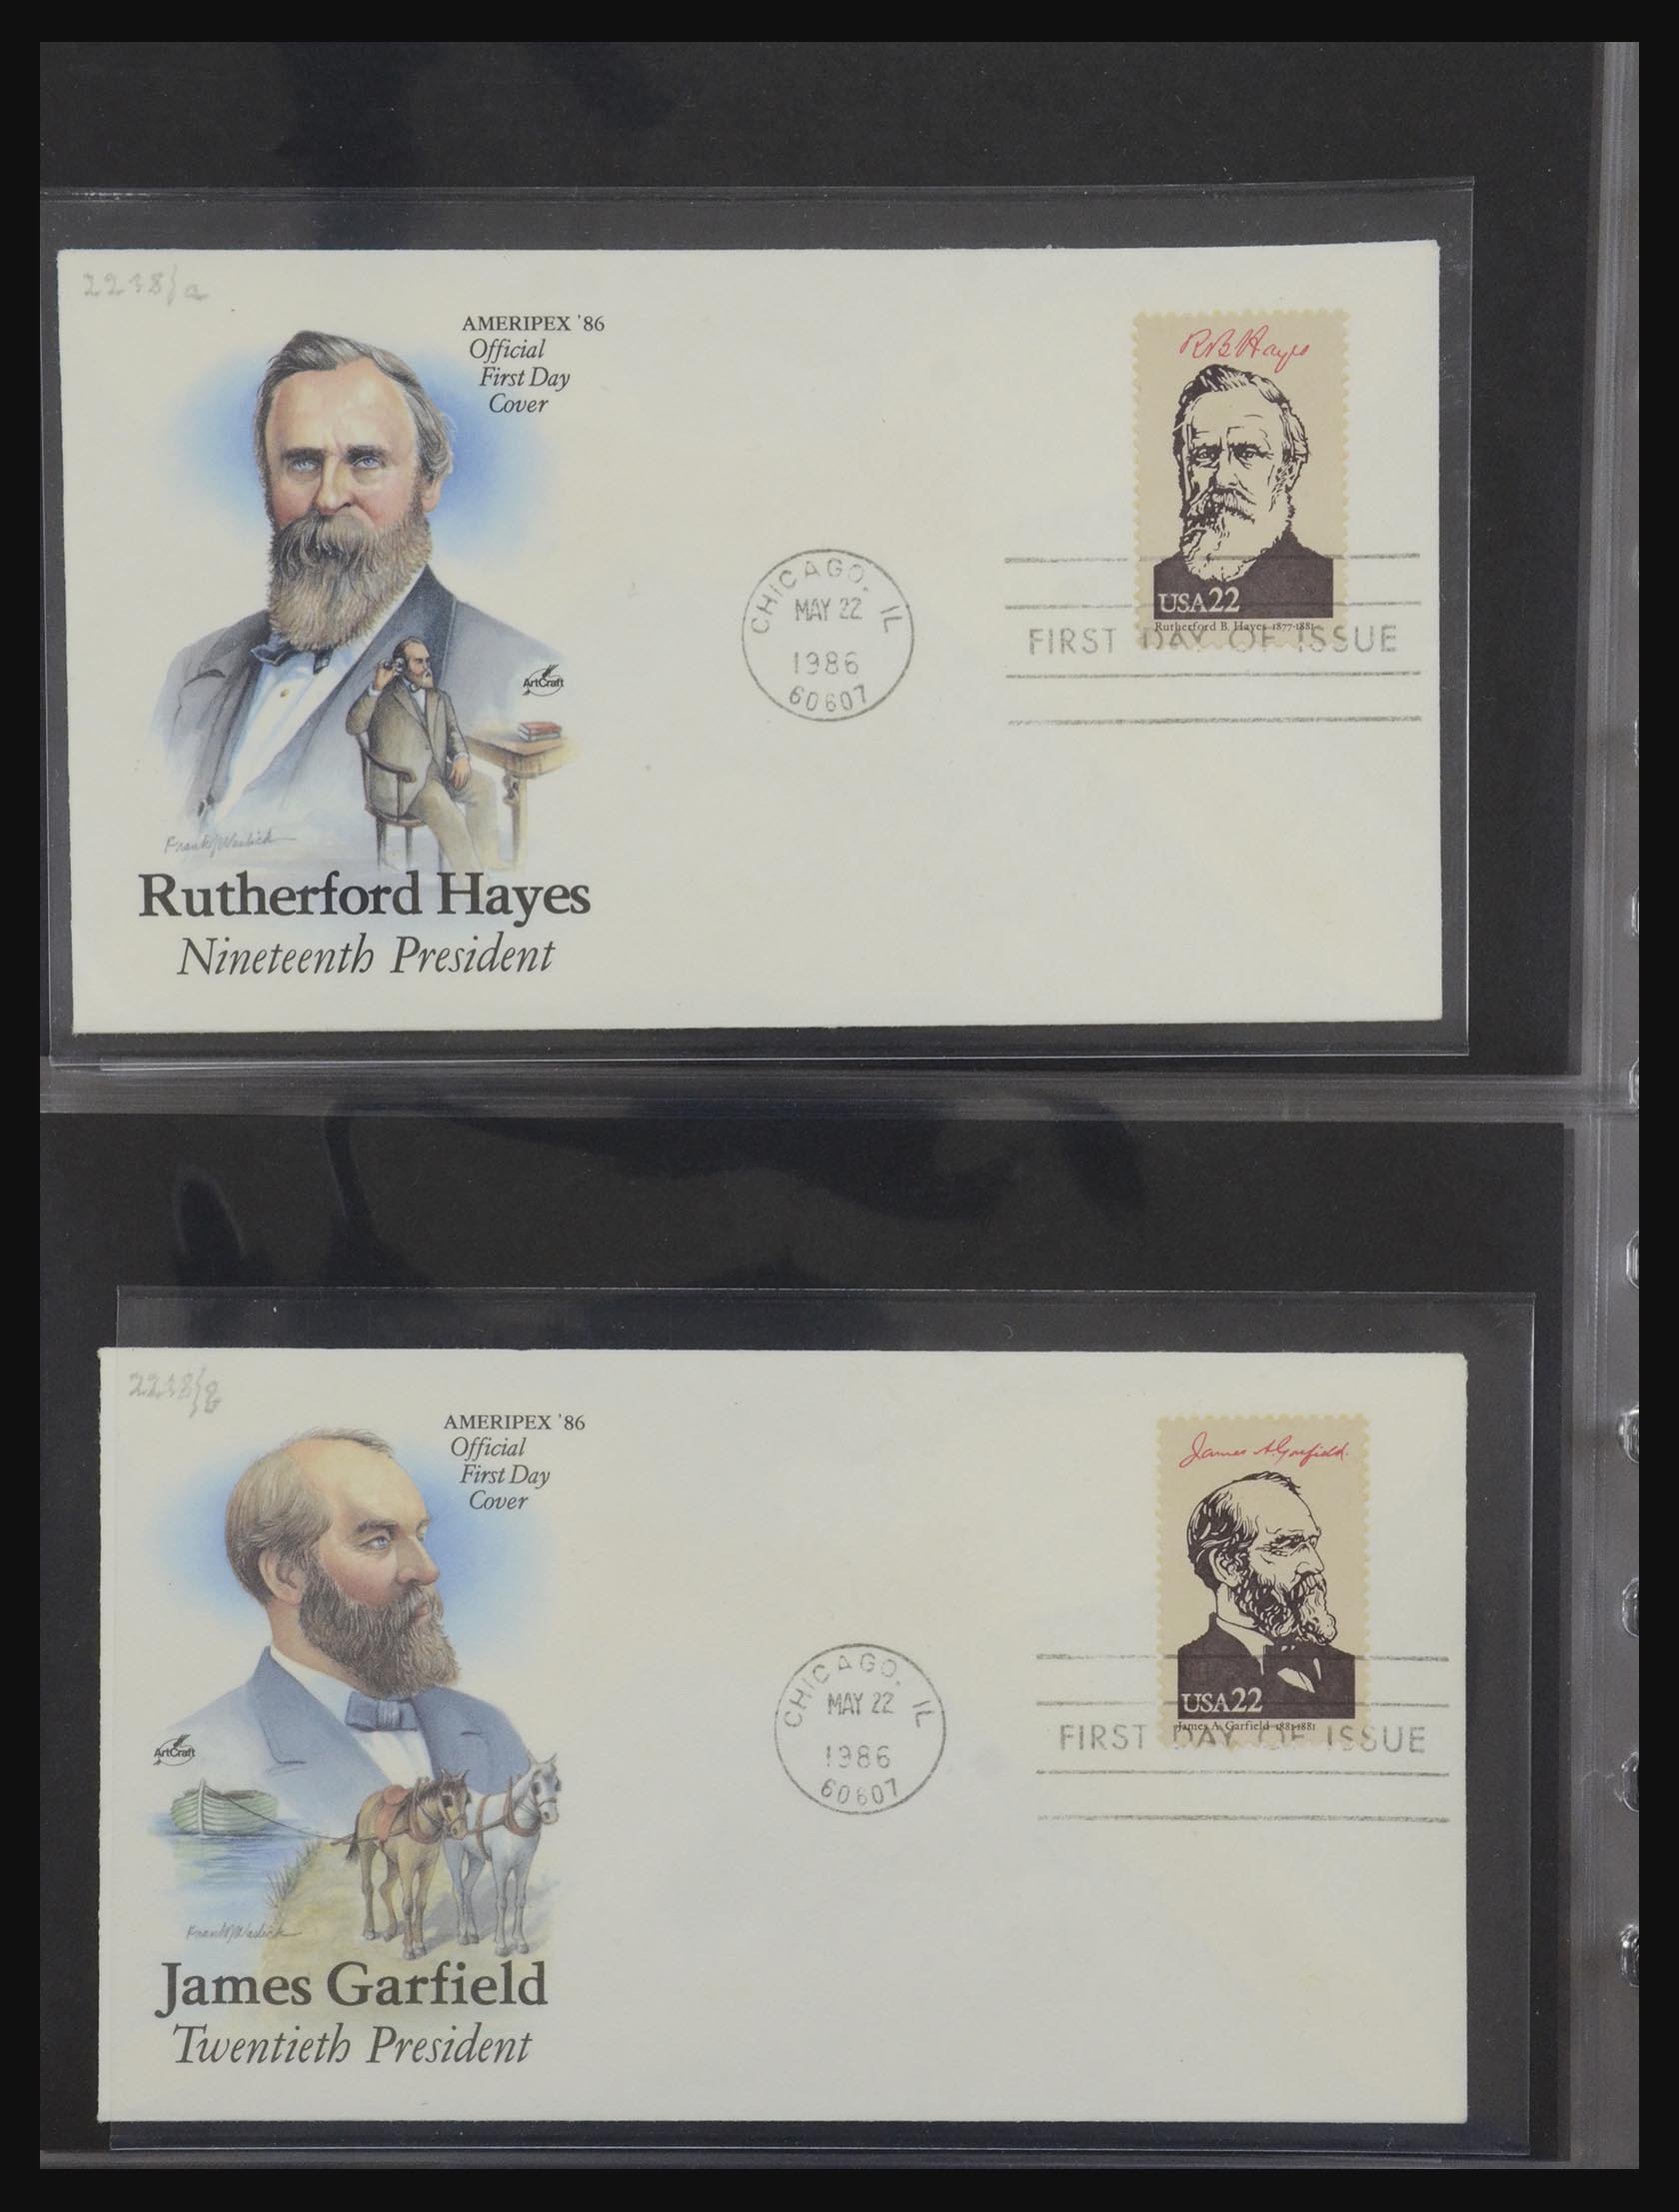 2218/a
AMERIPEX '86
Official
First Day
Cover
ArtCraft
Rutherford Hayes
Nineteenth President
CHICAGO, IL
MAY 22
1986
60607
R B Hayes
USA22
Rutherford B. Hayes 1877-1881
FIRST DAY OF ISSUE
2218/b
AMERIPEX '86
Official
First Day
Cover
ArtCraft
James Garfield
Twentieth President
CHICAGO, IL
MAY 22
1986
60607
James A. Garfield.
USA22
James A. Garfield 1881-1881
FIRST DAY OF ISSUE